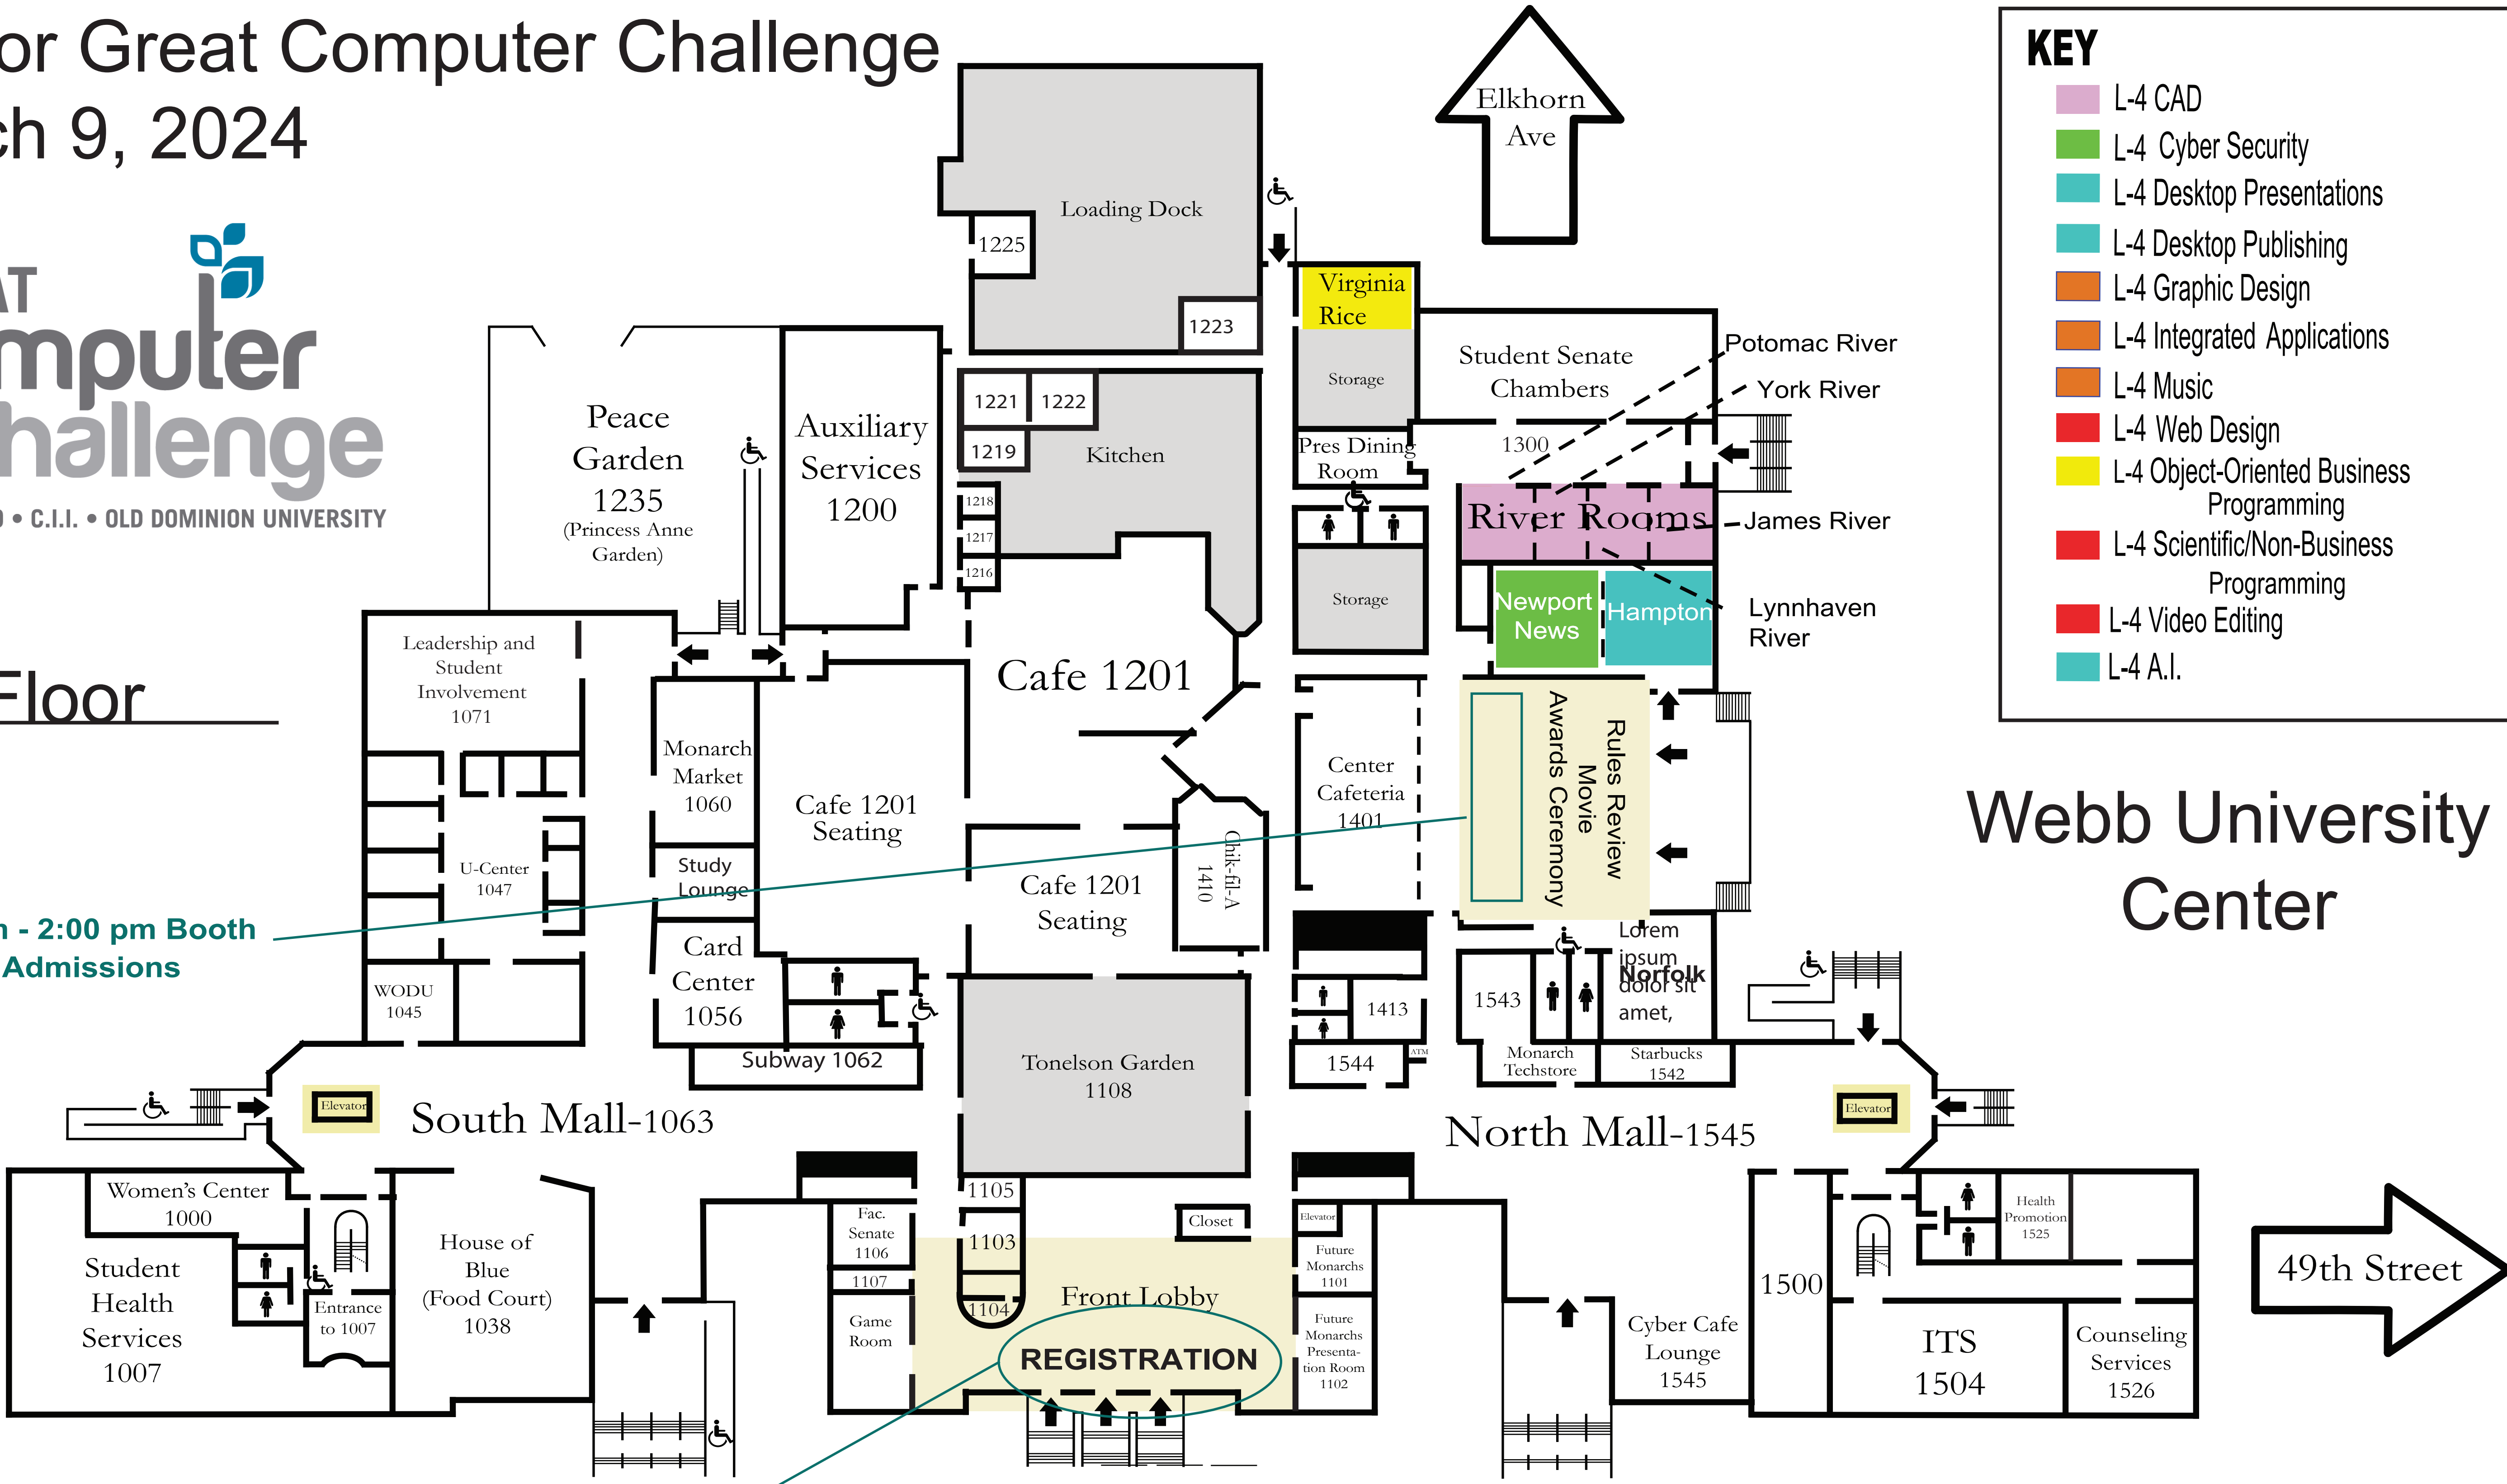 or Great Computer Challenge
ch 9, 2024
AT
mputer
hallenge
• C.I.I. • OLD DOMINION UNIVERSITY
Floor
- 2:00 pm Booth
Admissions
Elkhorn
Ave
KEY
L-4 CAD
L-4 Cyber Security
L-4 Desktop Presentations
L-4 Desktop Publishing
L-4 Graphic Design
L-4 Integrated Applications
L-4 Music
L-4 Web Design
L-4 Object-Oriented Business
Programming
L-4 Scientific/Non-Business
Programming
L-4 Video Editing
L-4 A.I.
Webb University
Center
Loading Dock
1225
1223
Virginia
Rice
Storage
Student Senate
Chambers
Potomac River
York River
James River
Lynnhaven
River
Peace
Garden
1235
(Princess Anne
Garden)
Auxiliary
Services
1200
1221
1222
1219
Kitchen
1218
1217
1216
Pres Dining
Room
1300
River Rooms
Storage
Newport
News
Hampton
Leadership and
Student
Involvement
1071
Cafe 1201
Monarch
Market
1060
Cafe 1201
Seating
Center
Cafeteria
1401
Rules Review
Movie
Awards Ceremony
Study
Lounge
U-Center
1047
Cafe 1201
Seating
Chik-fil-A
1410
Card
Center
1056
WODU
1045
Subway 1062
Tonelson Garden
1108
1413
1544
ATM
1543
Lorem
ipsum
Norfolk
dolor sit
amet,
Monarch
Techstore
Starbucks
1542
Elevator
South Mall-1063
North Mall-1545
Elevator
Women's Center
1000
Student
Health
Services
1007
Entrance
to 1007
House of
Blue
(Food Court)
1038
Fac.
Senate
1106
1107
Game
Room
1105
1103
1104
Closet
Front Lobby
REGISTRATION
Elevator
Future
Monarchs
1101
Future
Monarchs
Presenta-
tion Room
1102
Cyber Cafe
Lounge
1545
1500
Health
Promotion
1525
ITS
1504
Counseling
Services
1526
49th Street